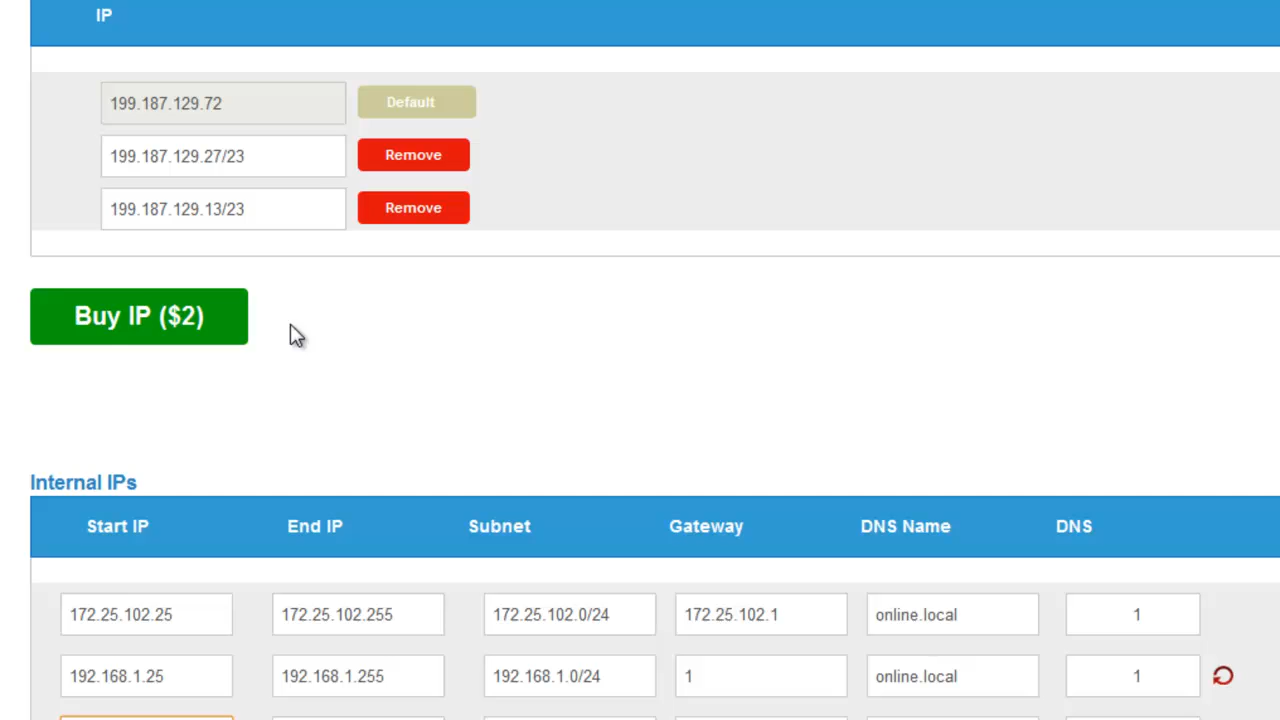 IP
199.187.129.72 Default
199.187.129.27/23 Remove
199.187.129.13/23 Remove
Buy IP ($2)
Internal IPs
Start IP End IP Subnet Gateway DNS Name DNS
172.25.102.25 172.25.102.255 172.25.102.0/24 172.25.102.1 online.local 1
192.168.1.25 192.168.1.255 192.168.1.0/24 1 online.local 1